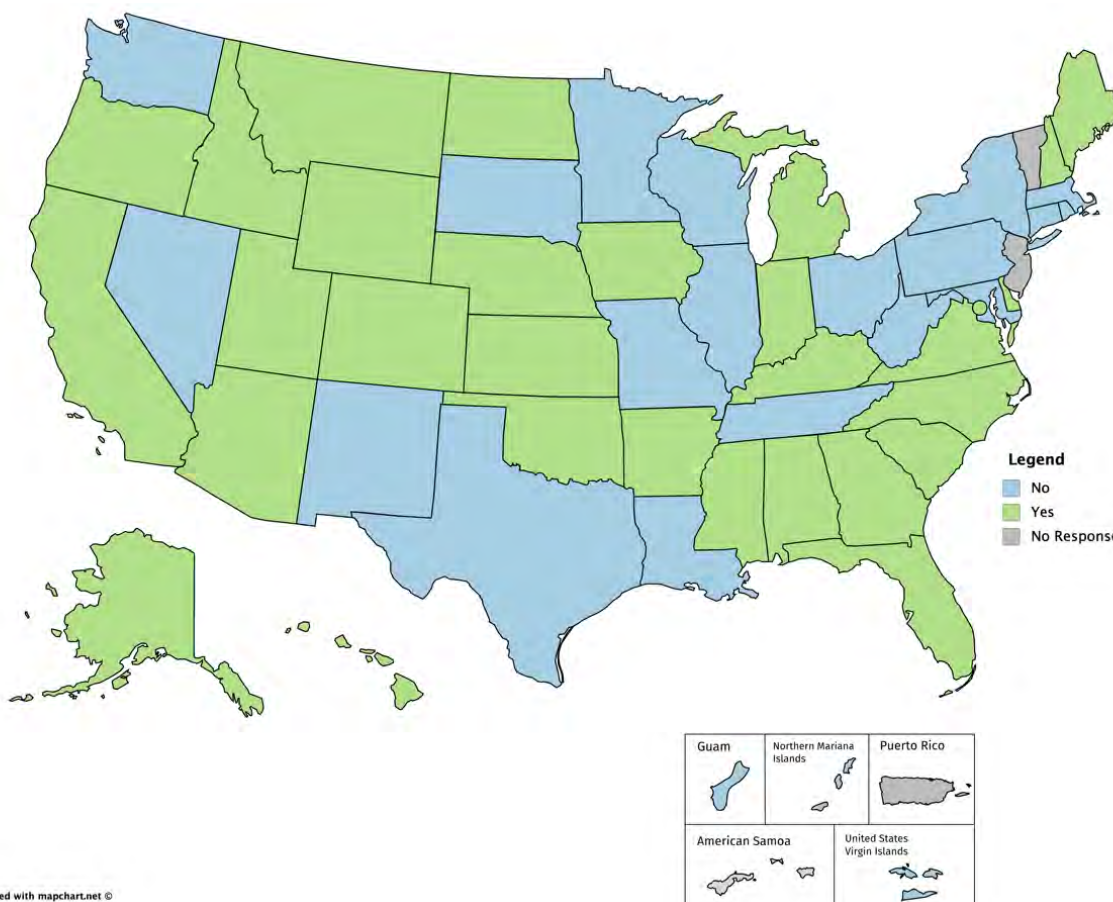 Legend
No
Yes
No Response
Guam
Northern Mariana
Islands
Puerto Rico
American Samoa
United States
Virgin Islands
ed with mapchart.net ©